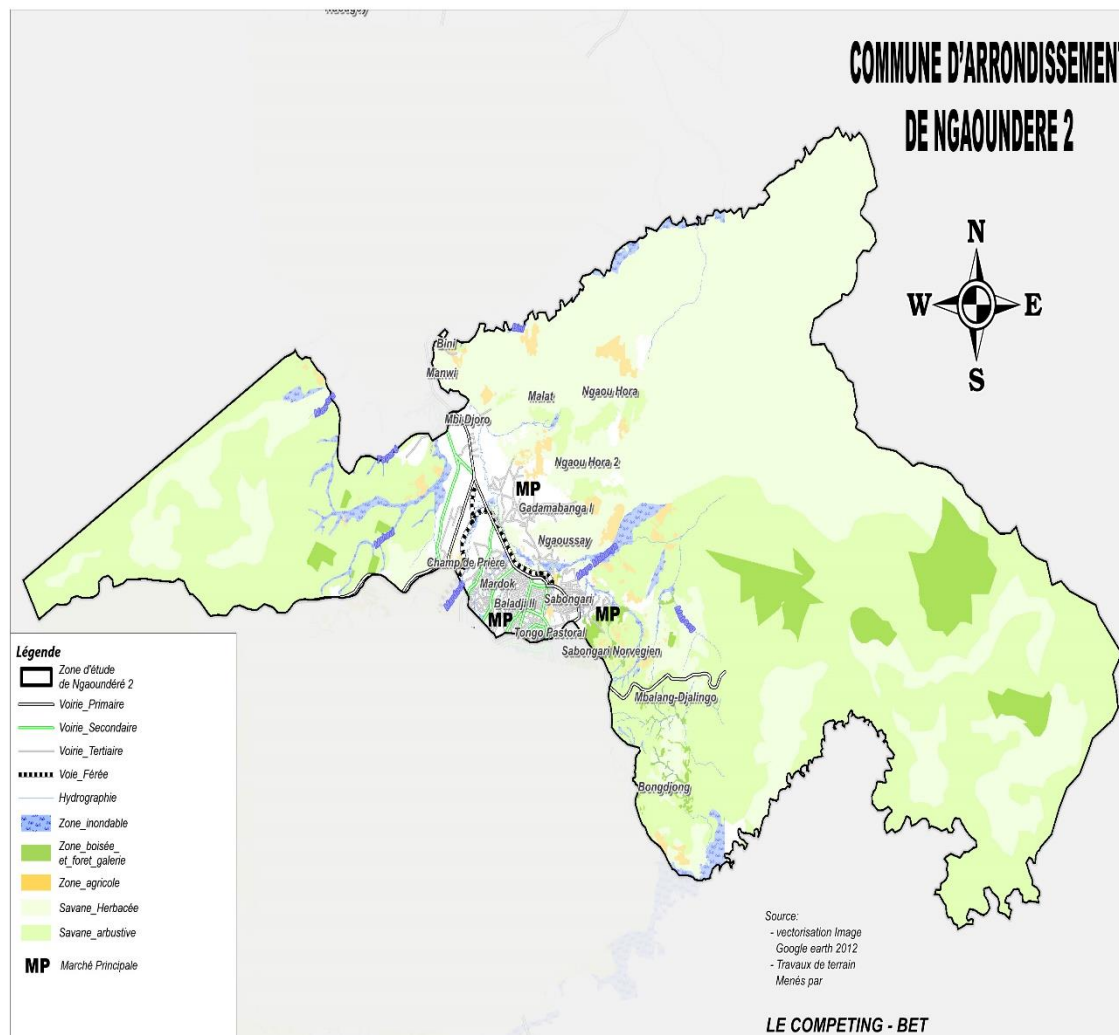 COMMUNE D'ARRONDISSEMENT
DE NGAOUNDERE 2
N
W
E
S
Bini
Manwi
Malat
Ngaou Hora
Mbi Djoro
Ngaou Hora 2
MP
Gadamabanga I
Ngaoussay
Champ de Prière
Mardok
Baladji II
Sabongari
MP
MP
Tongo Pastoral
Sabongari Norvegien
Mbalang-Djalingo
Bongdjong
Légende
Zone d'étude
de Ngaoundéré 2
Voirie_Primaire
Voirie_Secondaire
Voirie_Tertiaire
Voie_Férée
Hydrographie
Zone_inondable
Zone_boisée_
et_foret_galerie
Zone_agricole
Savane_Herbacée
Savane_arbustive
MP Marché Principale
Source:
- vectorisation Image
Google earth 2012
- Travaux de terrain
Menés par
LE COMPETING - BET